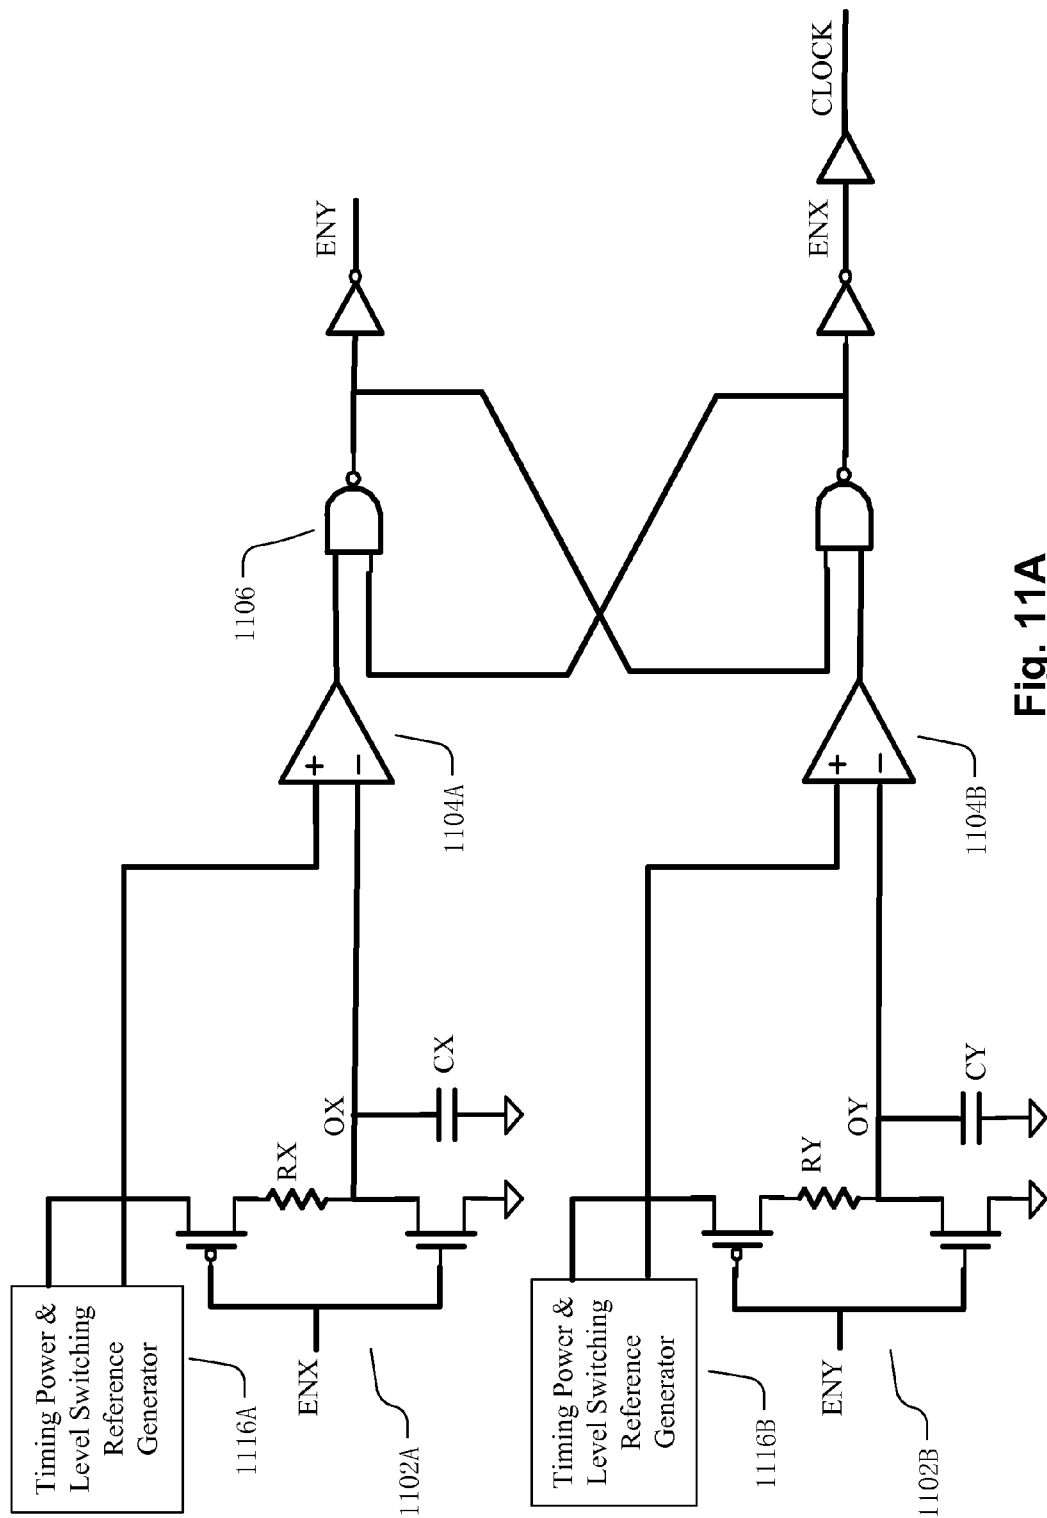 Timing Power &
Level Switching
Reference
Generator
1116A
ENX
1102A
RX
OX
CX
+
−
1104A
1106
ENY
Timing Power &
Level Switching
Reference
Generator
1116B
ENY
1102B
RY
OY
CY
+
−
1104B
ENX
CLOCK
Fig. 11A